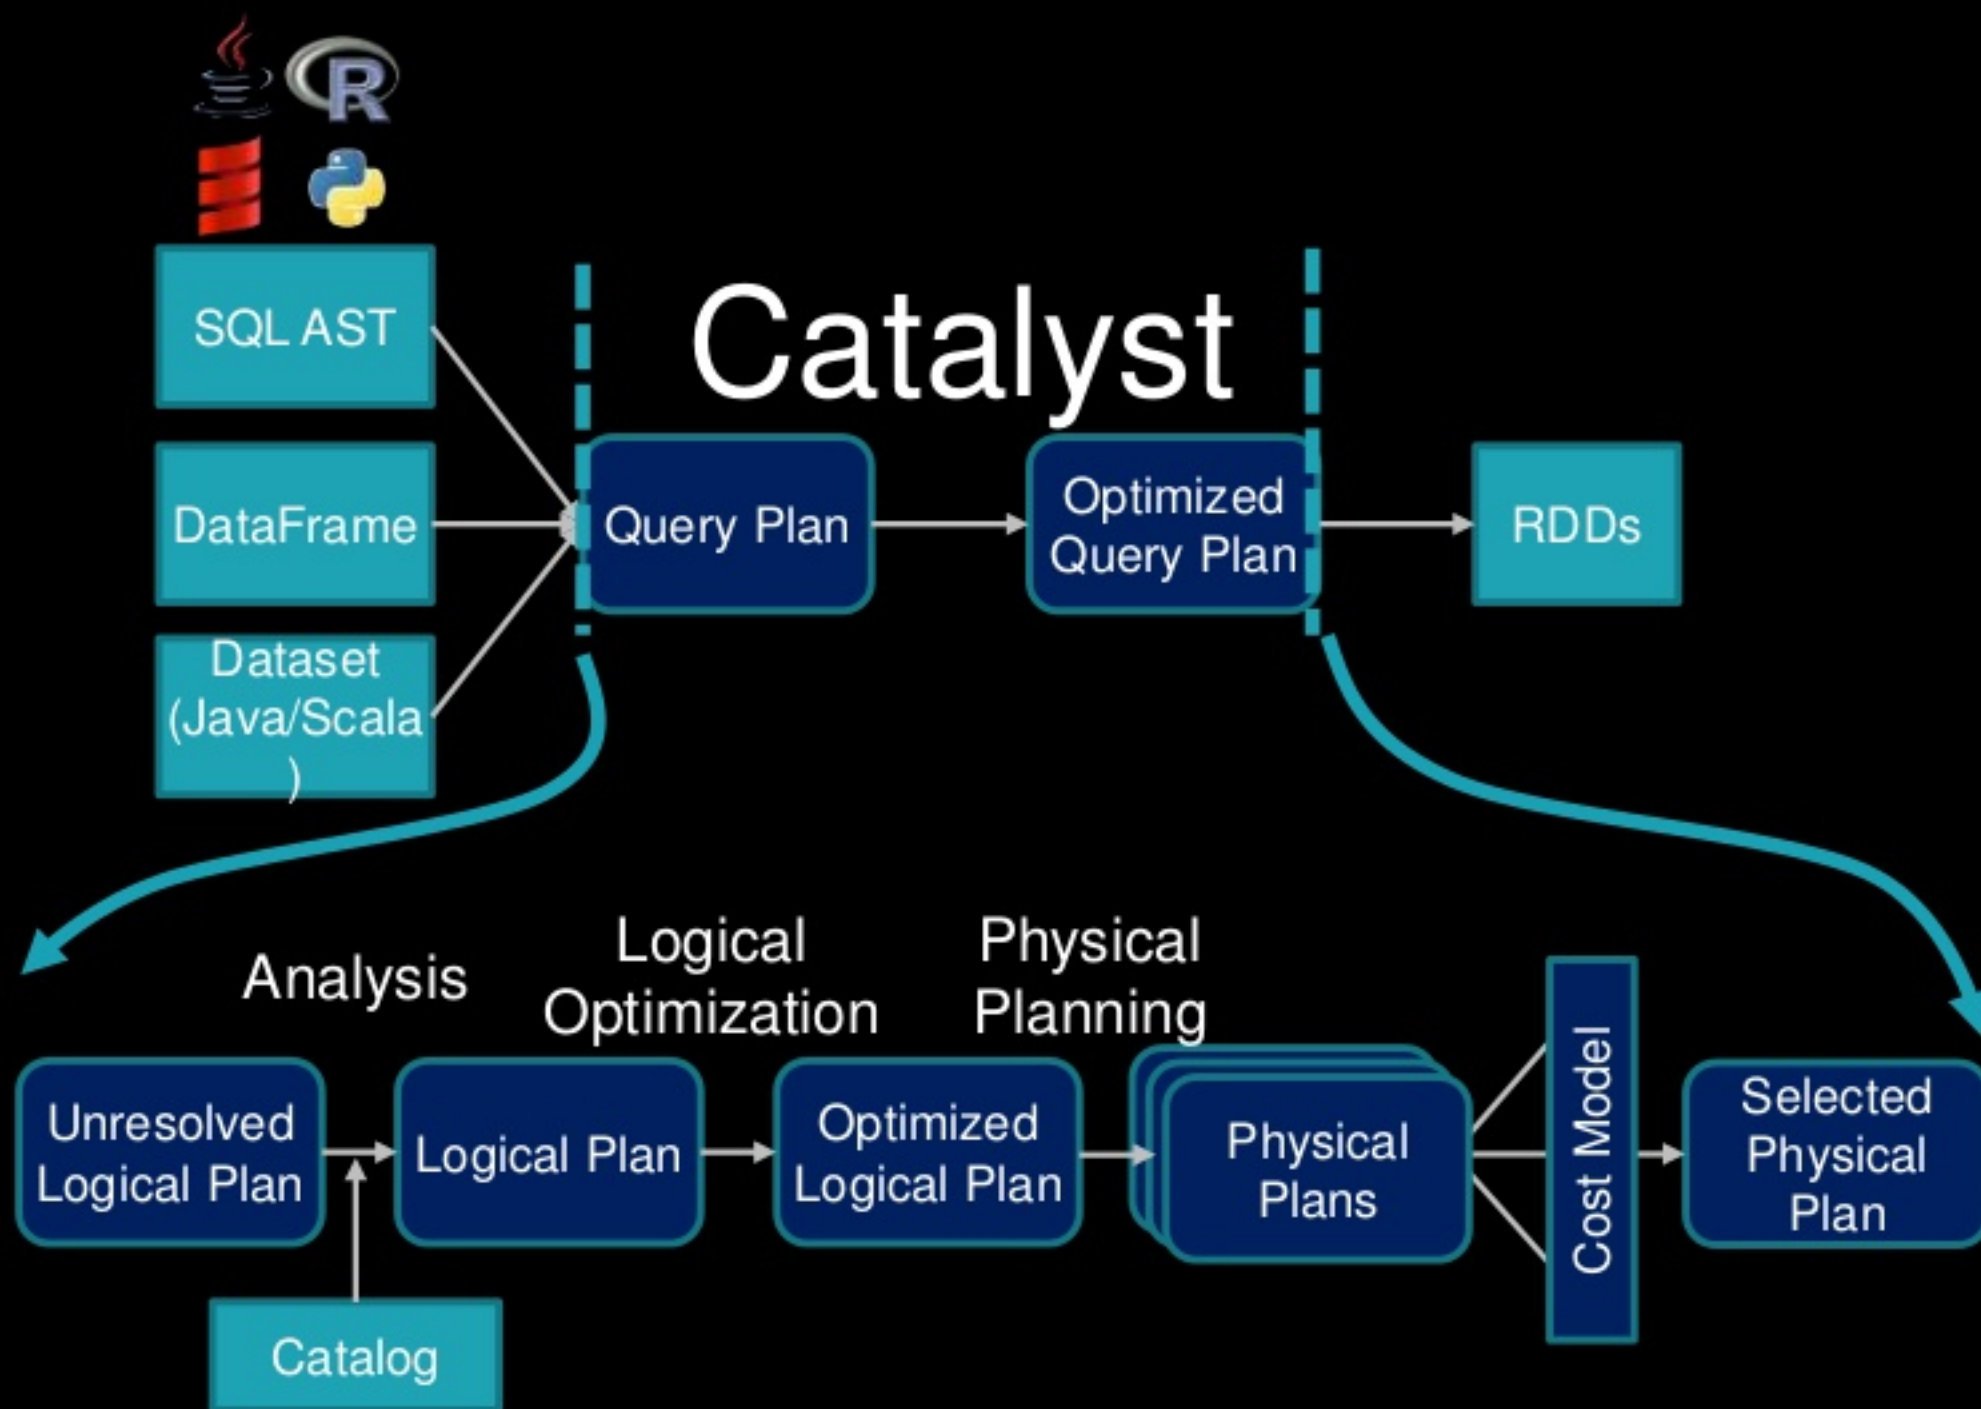 R
SQL AST
Catalyst
DataFrame
Query Plan
Optimized
Query Plan
RDDs
Dataset
(Java/Scala
)
Analysis
Logical
Optimization
Physical
Planning
Unresolved
Logical Plan
Logical Plan
Optimized
Logical Plan
Physical
Plans
Cost Model
Selected
Physical
Plan
Catalog